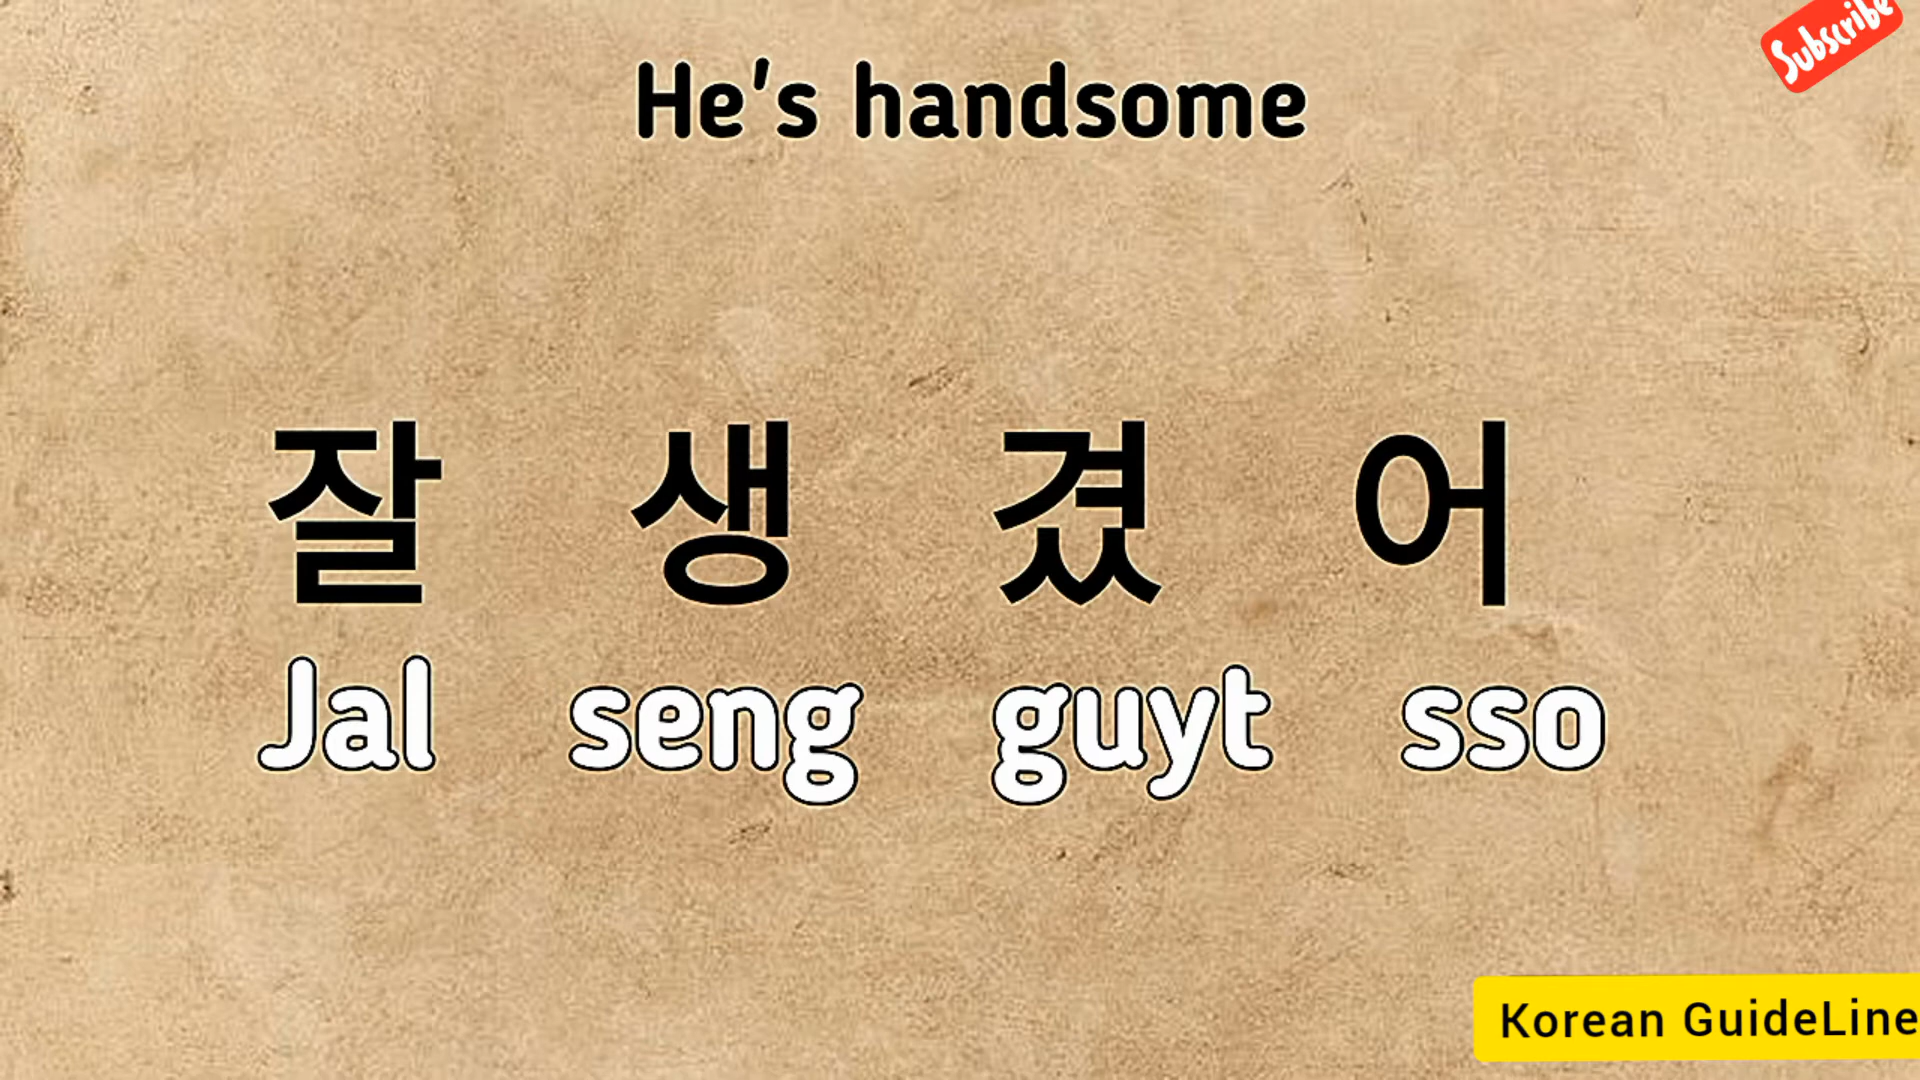 Subscribe
He's handsome
잘 생 겼 어
Jal seng guyt sso
Korean GuideLine